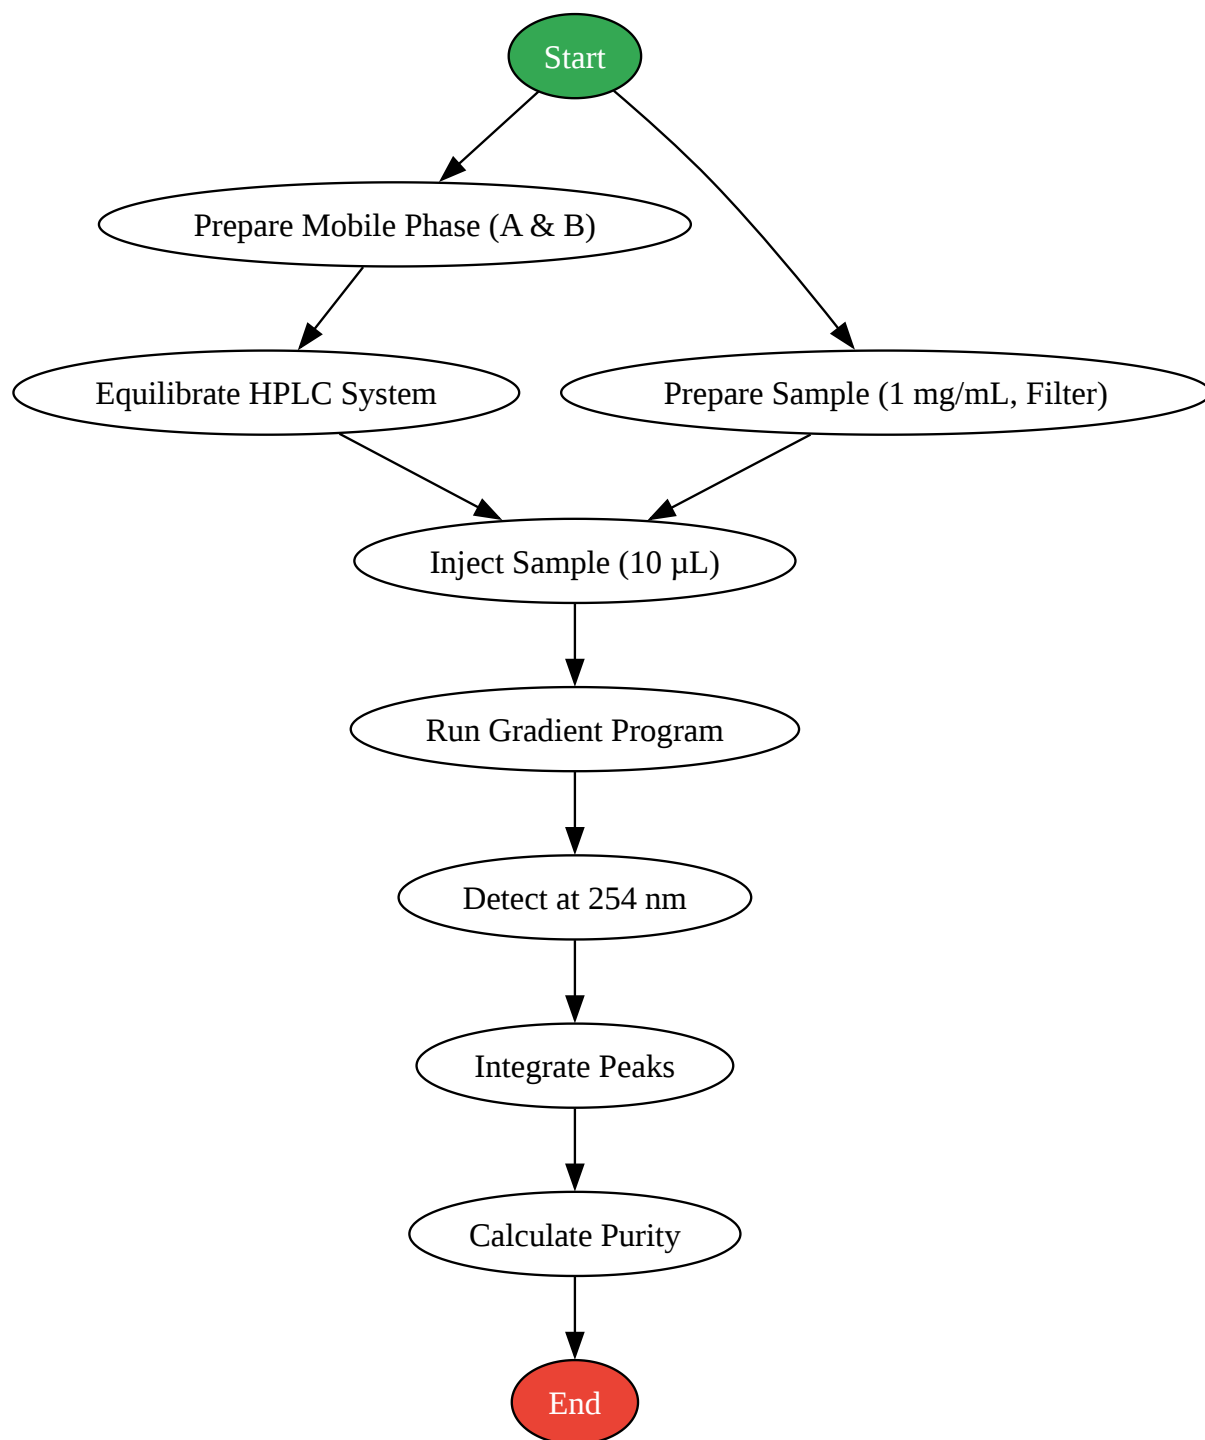 Start
Prepare Mobile Phase (A & B)
Equilibrate HPLC System
Prepare Sample (1 mg/mL, Filter)
Inject Sample (10 µL)
Run Gradient Program
Detect at 254 nm
Integrate Peaks
Calculate Purity
End